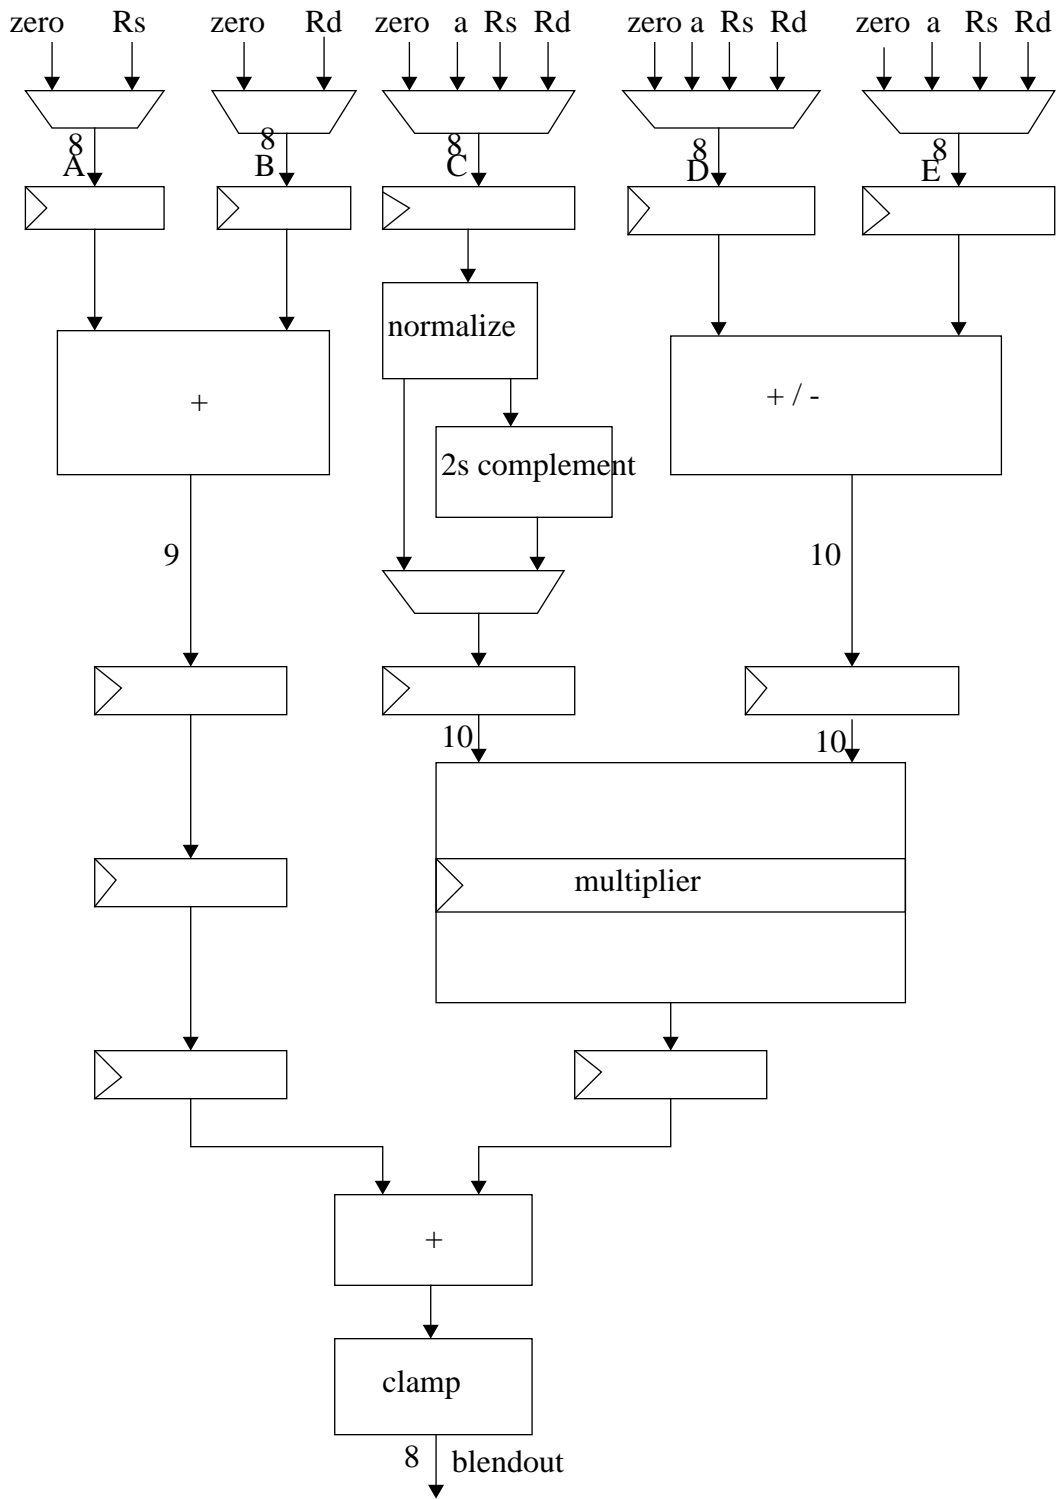 zero Rs zero Rd zero a Rs Rd zero a Rs Rd zero a Rs Rd
8 8 8 8 8
A B C D E
normalize
+ + / -
2s complement
9 10
10 10
multiplier
+
clamp
8 blendout